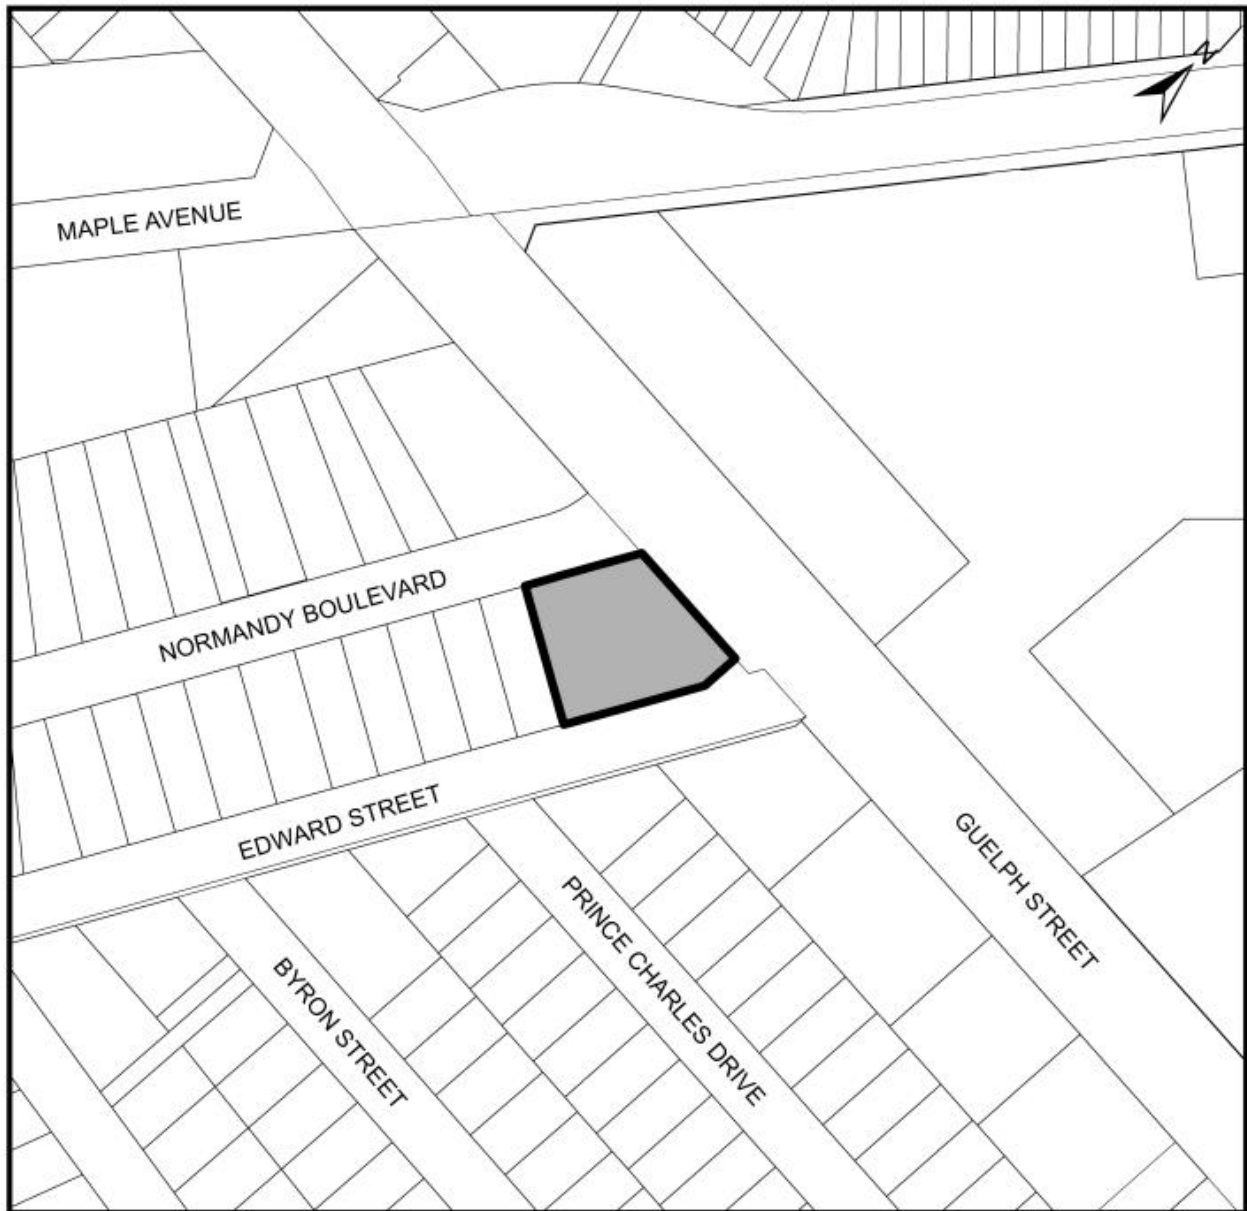 N
MAPLE AVENUE
NORMANDY BOULEVARD
EDWARD STREET
GUELPH STREET
PRINCE CHARLES DRIVE
BYRON STREET